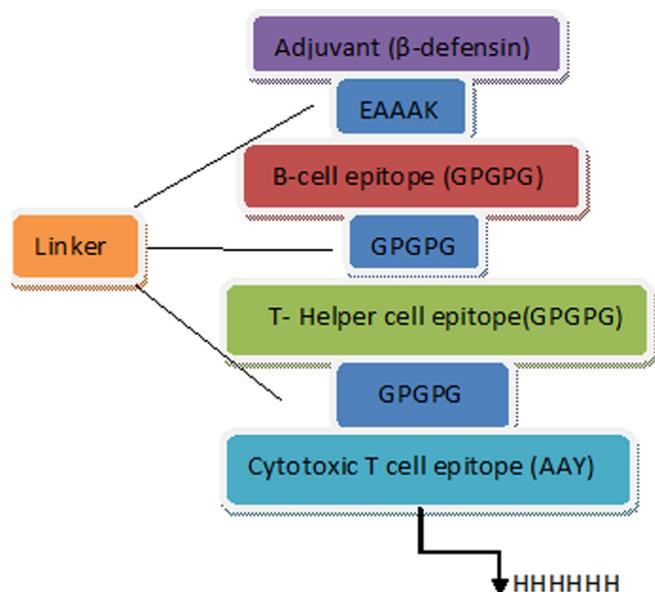 Adjuvant (β-defensin)
EAAAK
B-cell epitope (GPGPG)
Linker
GPGPG
T- Helper cell epitope(GPGPG)
GPGPG
Cytotoxic T cell epitope (AAY)
HHHHHH